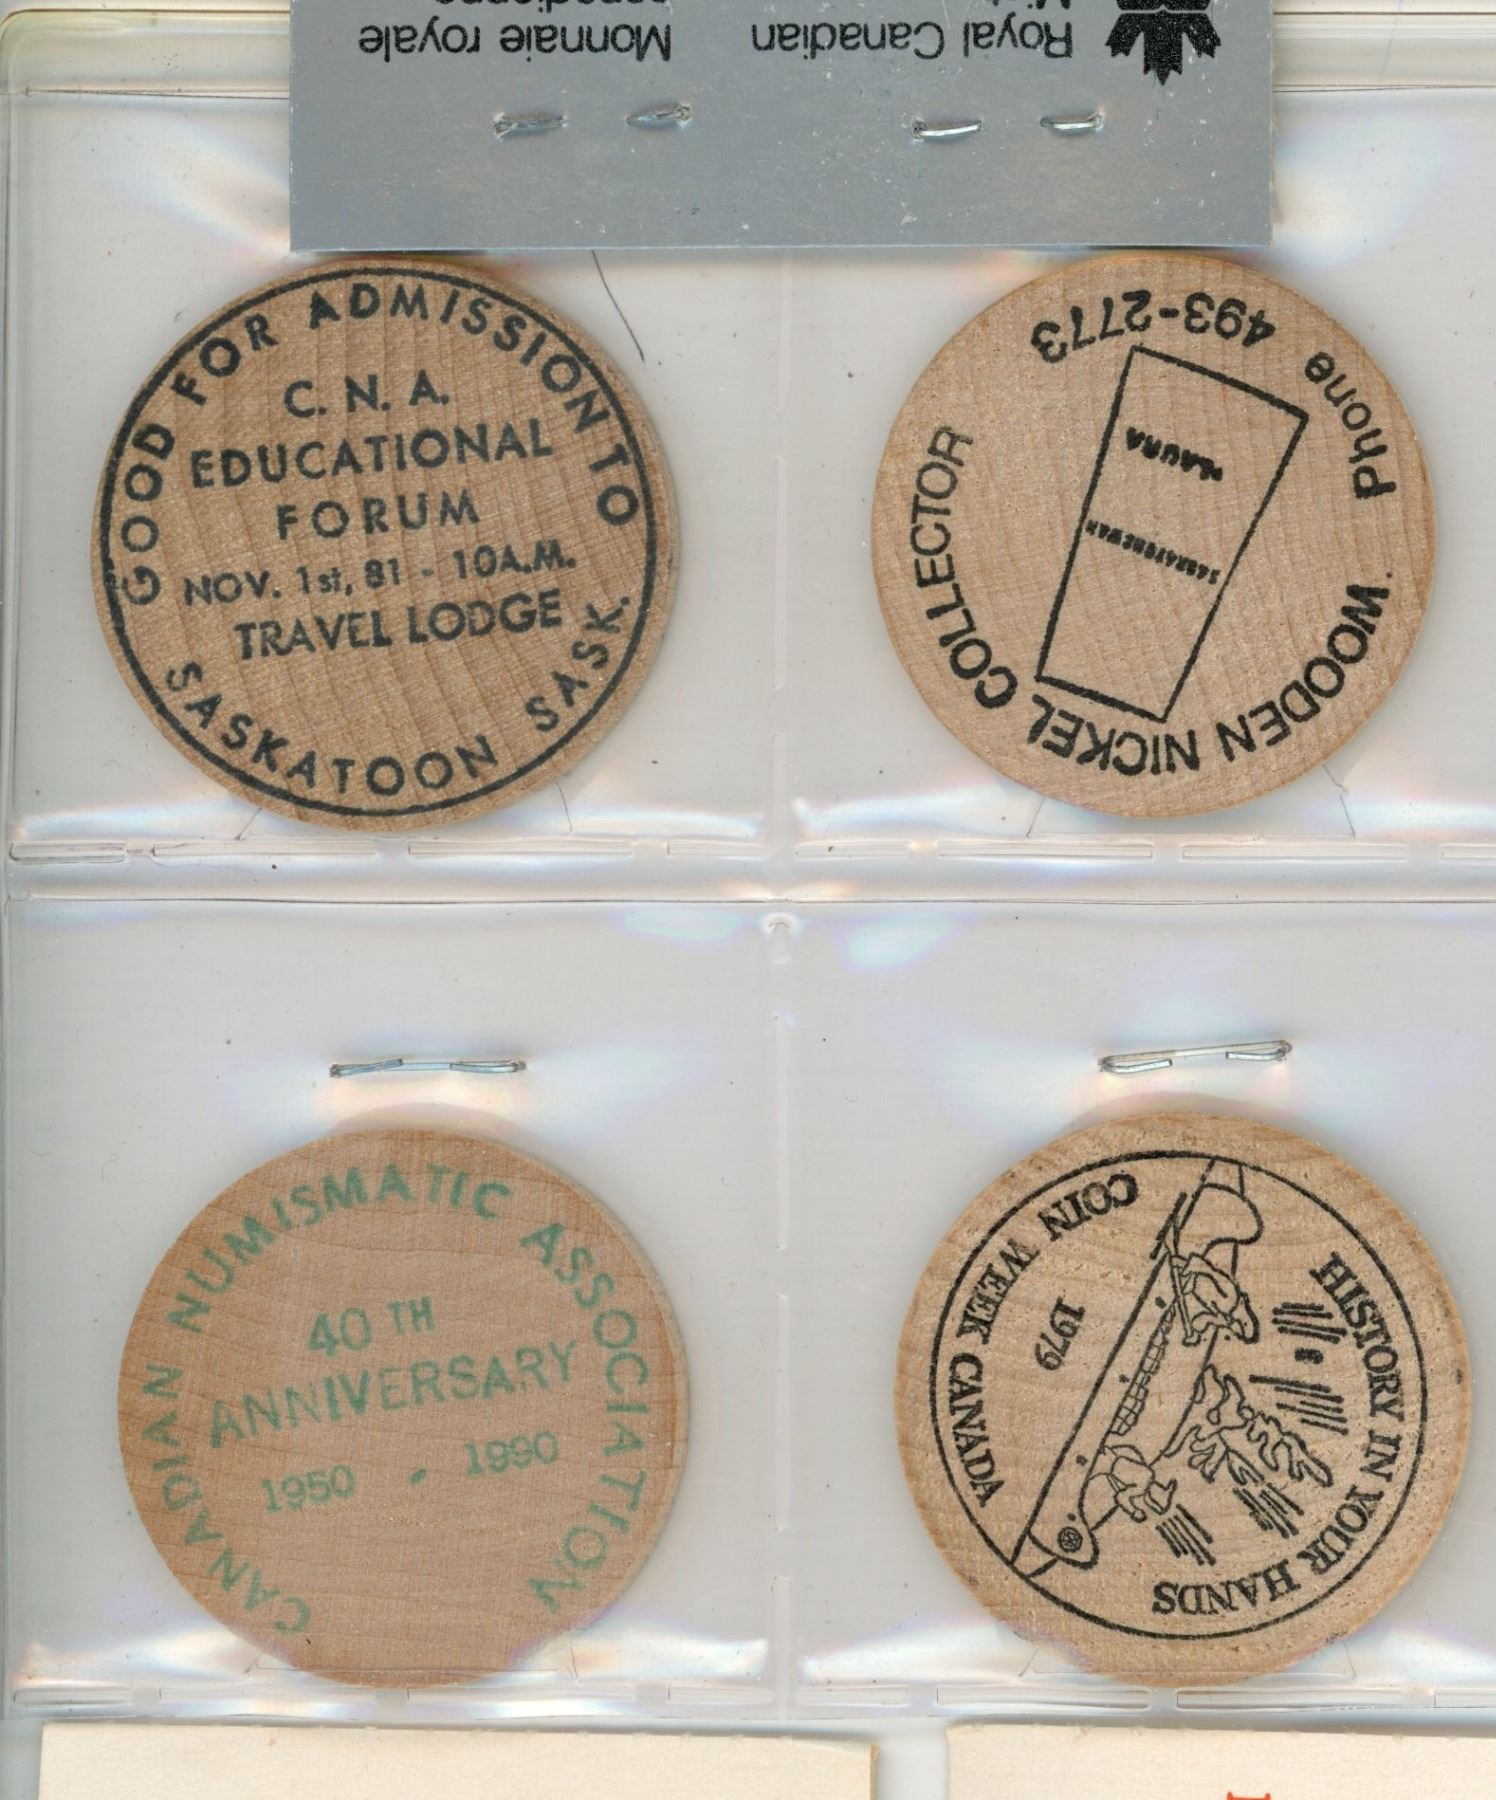 Royal Canadian
Monnaie royale
canadienne
GOOD FOR ADMISSION TO
C. N. A.
EDUCATIONAL
FORUM
NOV. 1st, 81 - 10A.M.
TRAVEL LODGE
SASKATOON SASK.
WOODEN NICKEL COLLECTOR
Phone 493-2773
LAURA
SASKATCHEWAN
CANADIAN NUMISMATIC ASSOCIATION
40 TH
ANNIVERSARY
1950 - 1990
HISTORY IN YOUR HANDS
COIN WEEK CANADA
1979